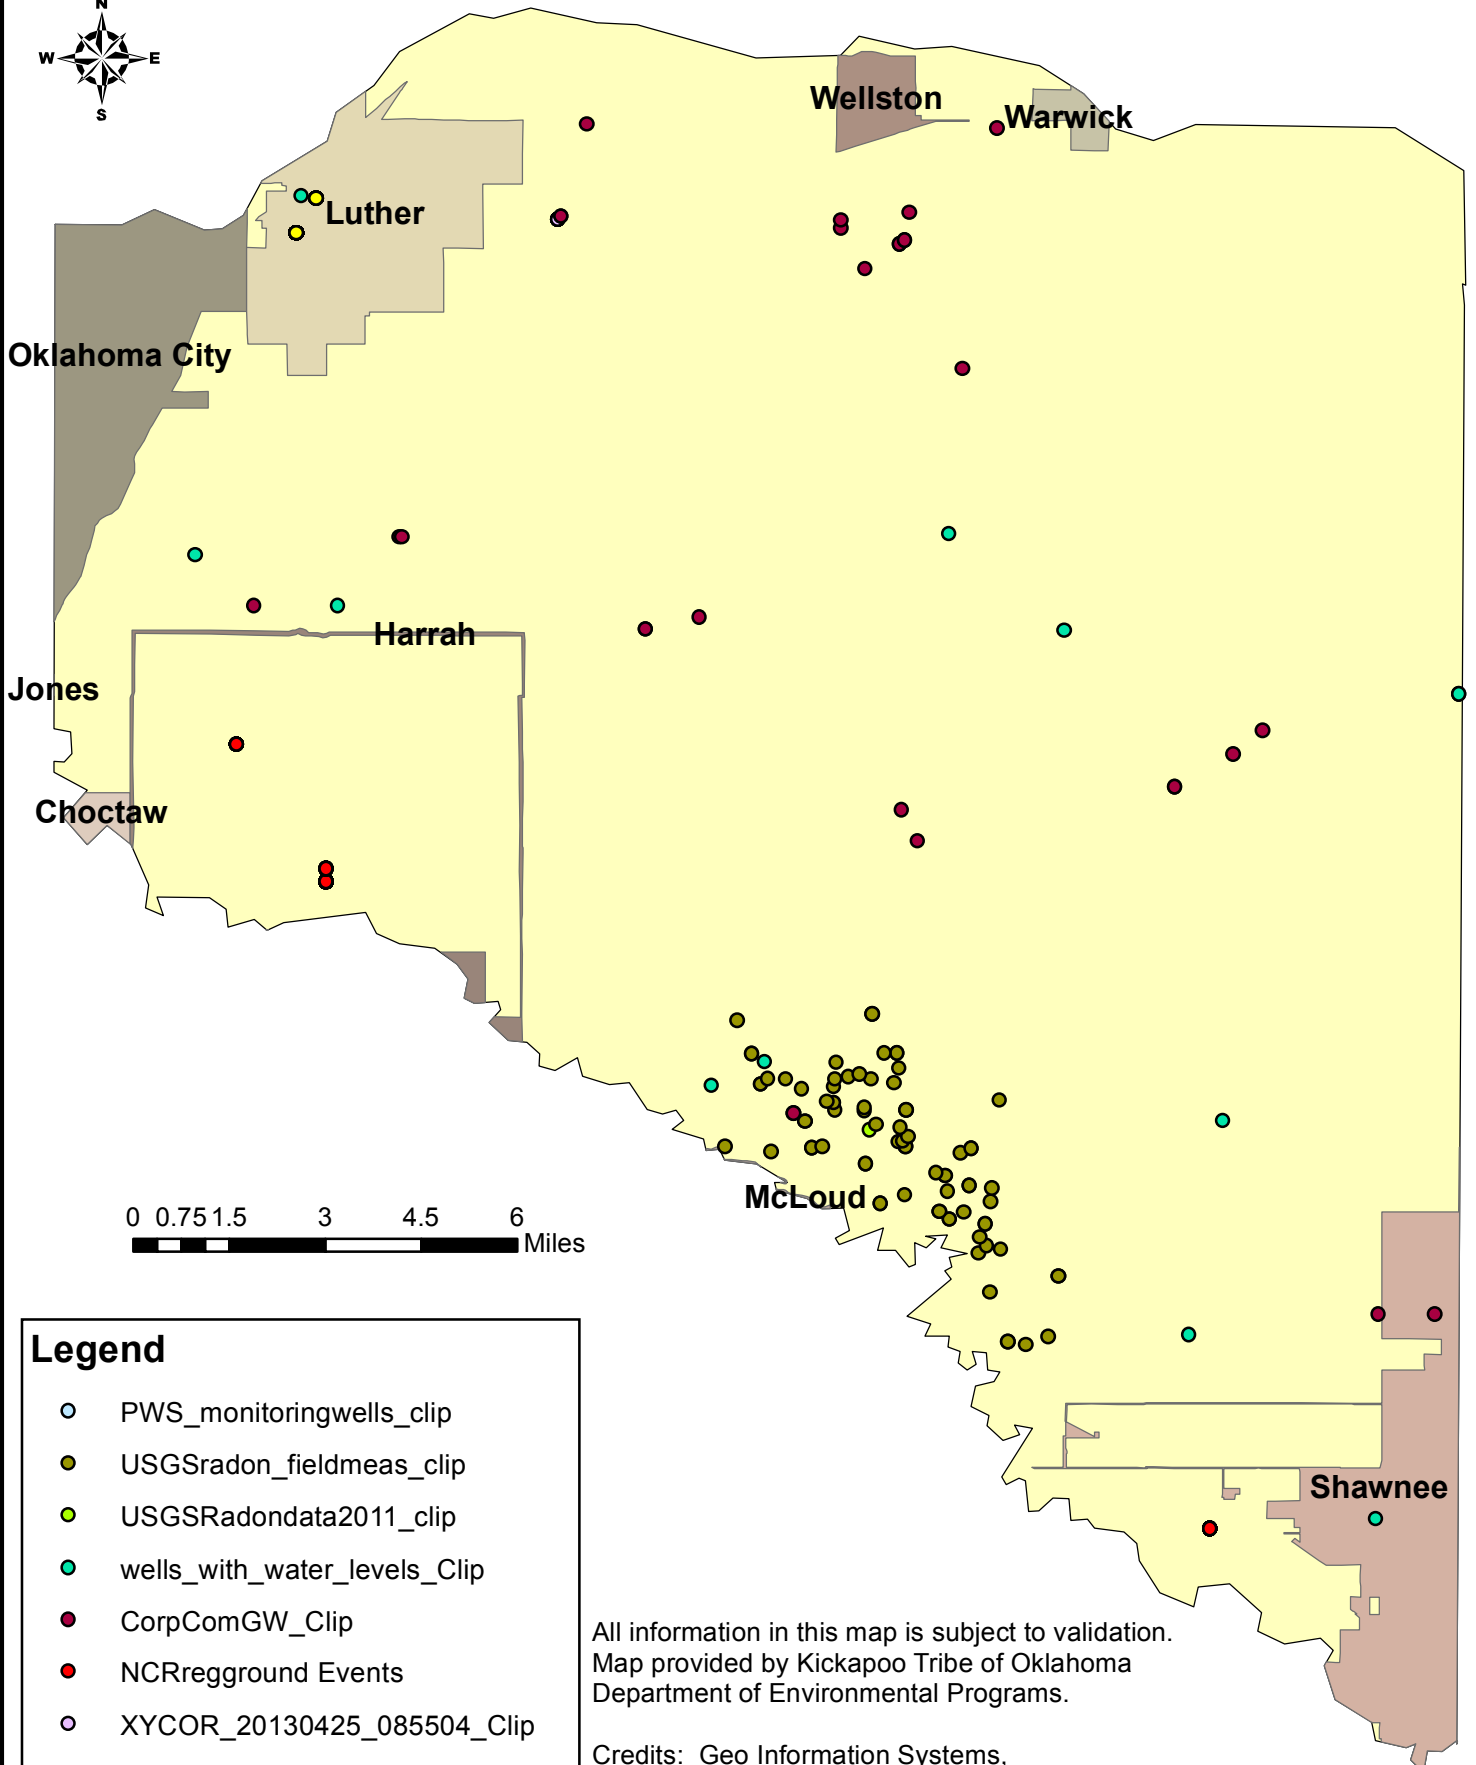 N
W E
S
Wellston
Warwick
Luther
Oklahoma City
Harrah
Jones
Choctaw
McLoud
0 0.75 1.5 3 4.5 6
Miles
Shawnee
Legend
PWS_monitoringwells_clip
USGSradon_fieldmeas_clip
USGSRadondata2011_clip
wells_with_water_levels_Clip
CorpComGW_Clip
NCRregground Events
XYCOR_20130425_085504_Clip
All information in this map is subject to validation.
Map provided by Kickapoo Tribe of Oklahoma
Department of Environmental Programs.
Credits: Geo Information Systems,